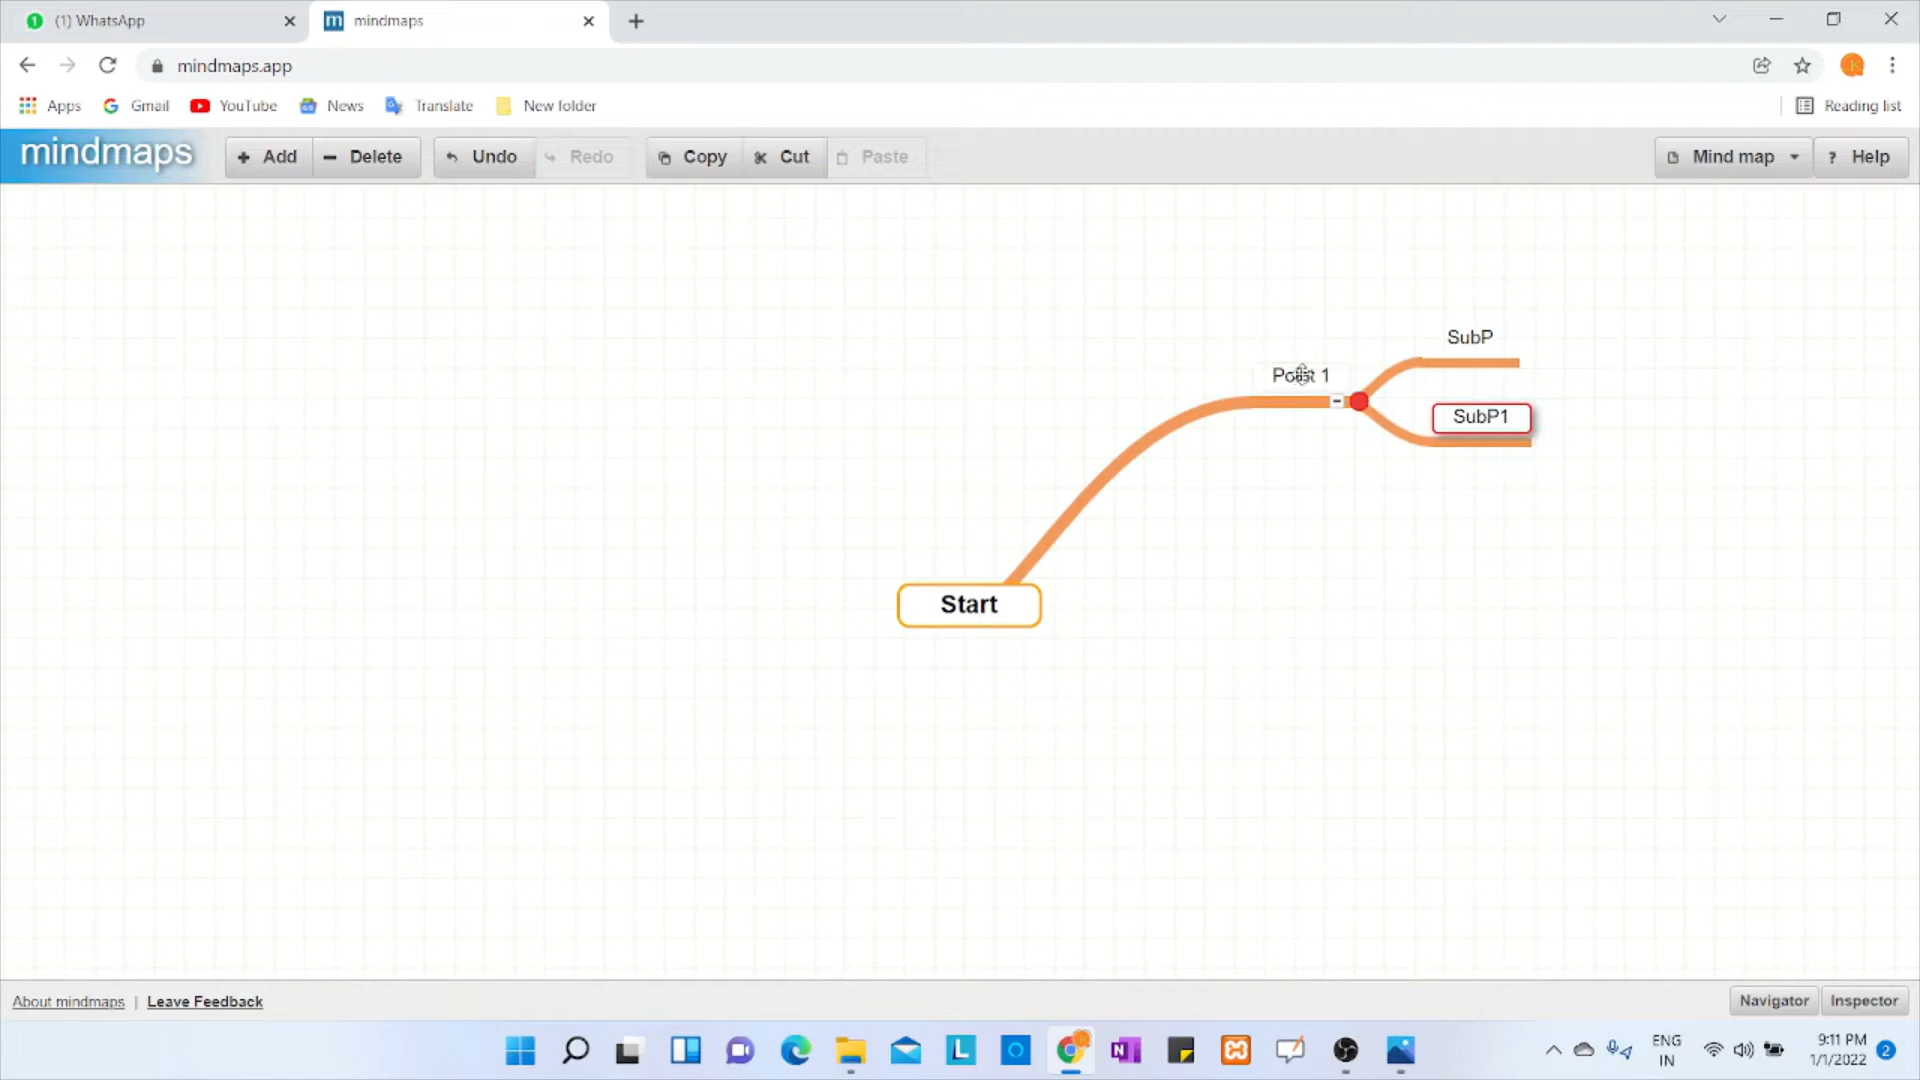 (1) WhatsApp
mindmaps
mindmaps.app
Apps
Gmail
YouTube
News
Translate
New folder
Reading list
mindmaps
Add
Delete
Undo
Redo
Copy
Cut
Paste
Mind map
? Help
SubP
1
SubP1
Start
About mindmaps | Leave Feedback
Navigator
Inspector
ENG
IN
9:11 PM
1/1/2022
2